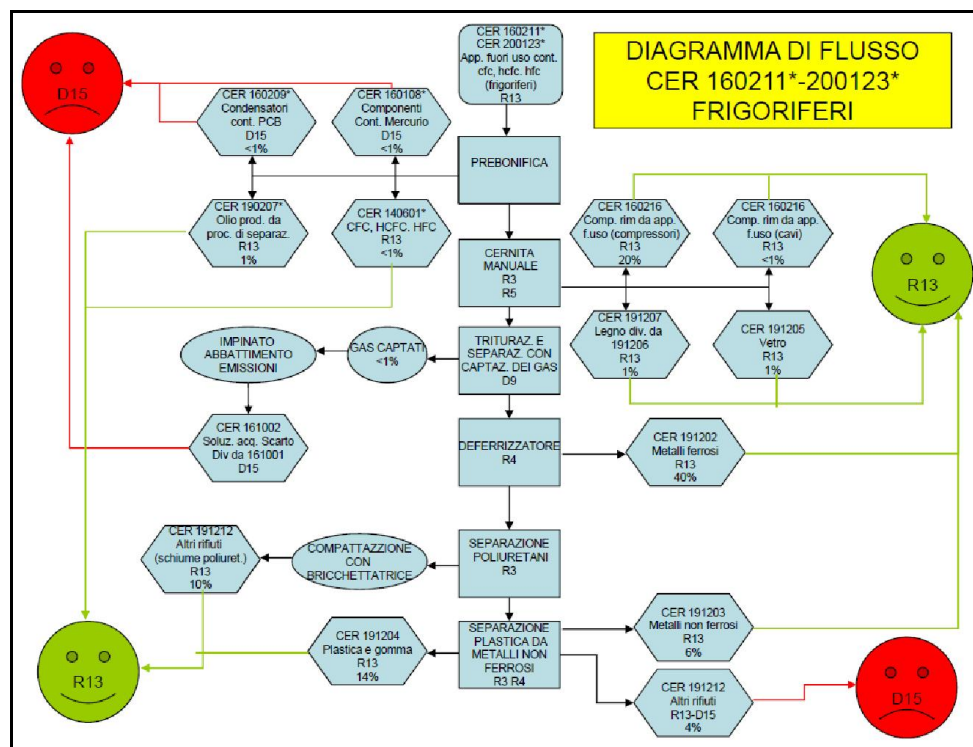 DIAGRAMMA DI FLUSSO
CER 160211*-200123*
FRIGORIFERI
CER 160211*
CER 200123*
App. fuori uso cont.
cfc, hcfc. hfc
(frigoriferi)
R13
D15
CER 160209*
Condensatori
cont. PCB
D15
<1%
CER 160108*
Componenti
Cont. Mercurio
D15
<1%
PREBONIFICA
CER 190207*
Olio prod. da
proc. di separaz.
R13
1%
CER 140601*
CFC, HCFC. HFC
R13
<1%
CER 160216
Comp. rim da app.
f.uso (compressori)
R13
20%
CER 160216
Comp. rim da app.
f.uso (cavi)
R13
<1%
R13
CERNITA
MANUALE
R3
R5
CER 191207
Legno div. da
191206
R13
1%
CER 191205
Vetro
R13
1%
IMPINATO
ABBATTIMENTO
EMISSIONI
GAS CAPTATI
<1%
TRITURAZ. E
SEPARAZ. CON
CAPTAZ. DEI GAS
D9
CER 161002
Soluz. acq. Scarto
Div da 161001
D15
DEFERRIZZATORE
R4
CER 191202
Metalli ferrosi
R13
40%
CER 191212
Altri rifiuti
(schiume poliuret.)
R13
10%
COMPATTAZZIONE
CON
BRICCHETTATRICE
SEPARAZIONE
POLIURETANI
R3
R13
CER 191204
Plastica e gomma
R13
14%
SEPARAZIONE
PLASTICA DA
METALLI NON
FERROSI
R3 R4
CER 191203
Metalli non ferrosi
R13
6%
CER 191212
Altri rifiuti
R13-D15
4%
D15